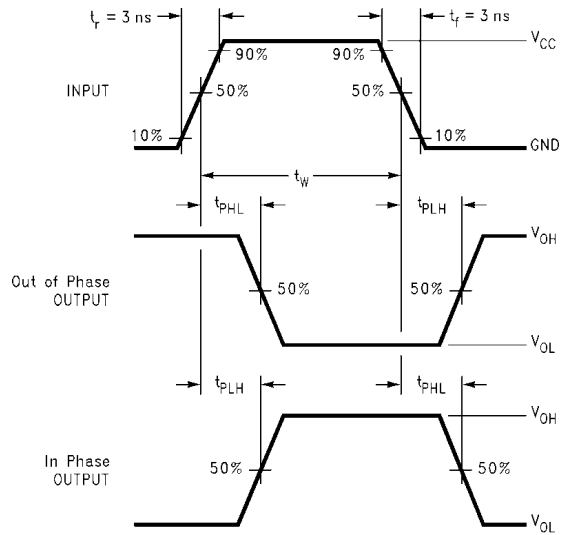 t_r = 3 ns
t_f = 3 ns
V_CC
90%
90%
INPUT
50%
50%
10%
10%
GND
t_W
t_PHL
t_PLH
V_OH
Out of Phase
OUTPUT
50%
50%
V_OL
t_PLH
t_PHL
V_OH
In Phase
OUTPUT
50%
50%
V_OL